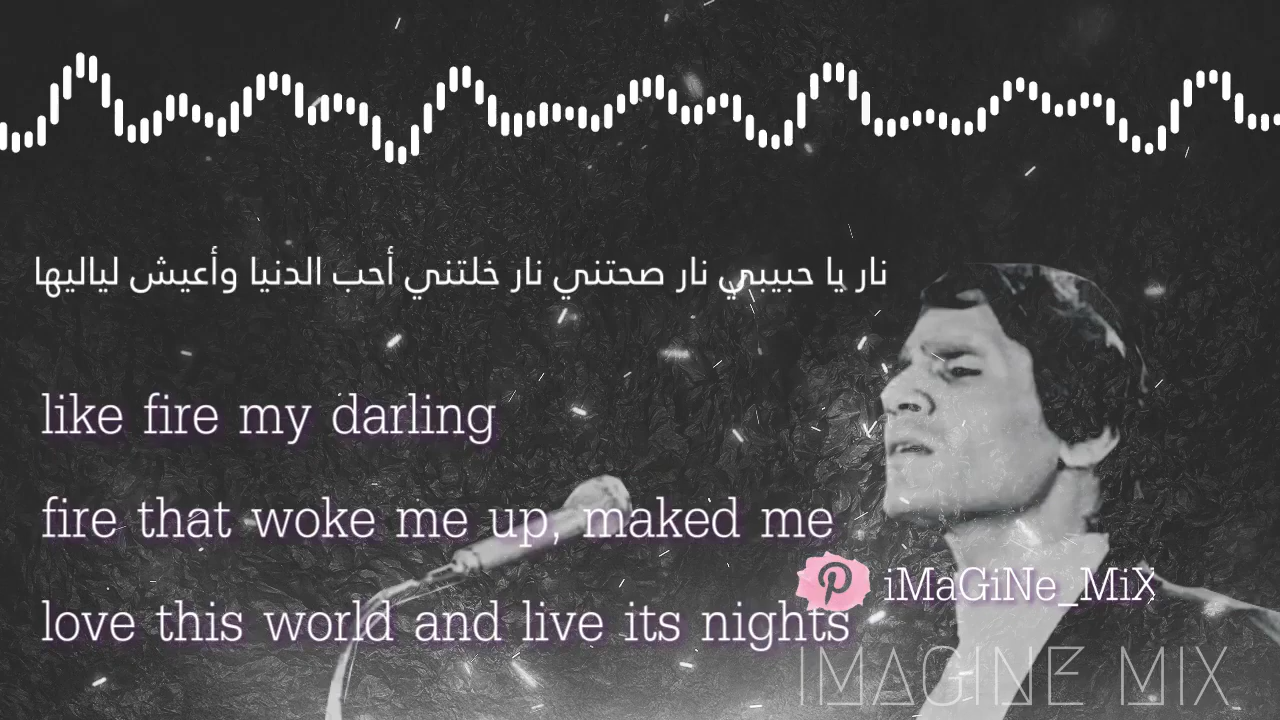 نار يا حبيبي نار صحتني نار خلتني أحب الدنيا وأعيش لياليها
like fire my darling
fire that woke me up, maked me
love this world and live its nights
iMaGiNe_MiX
IMAGINE MIX